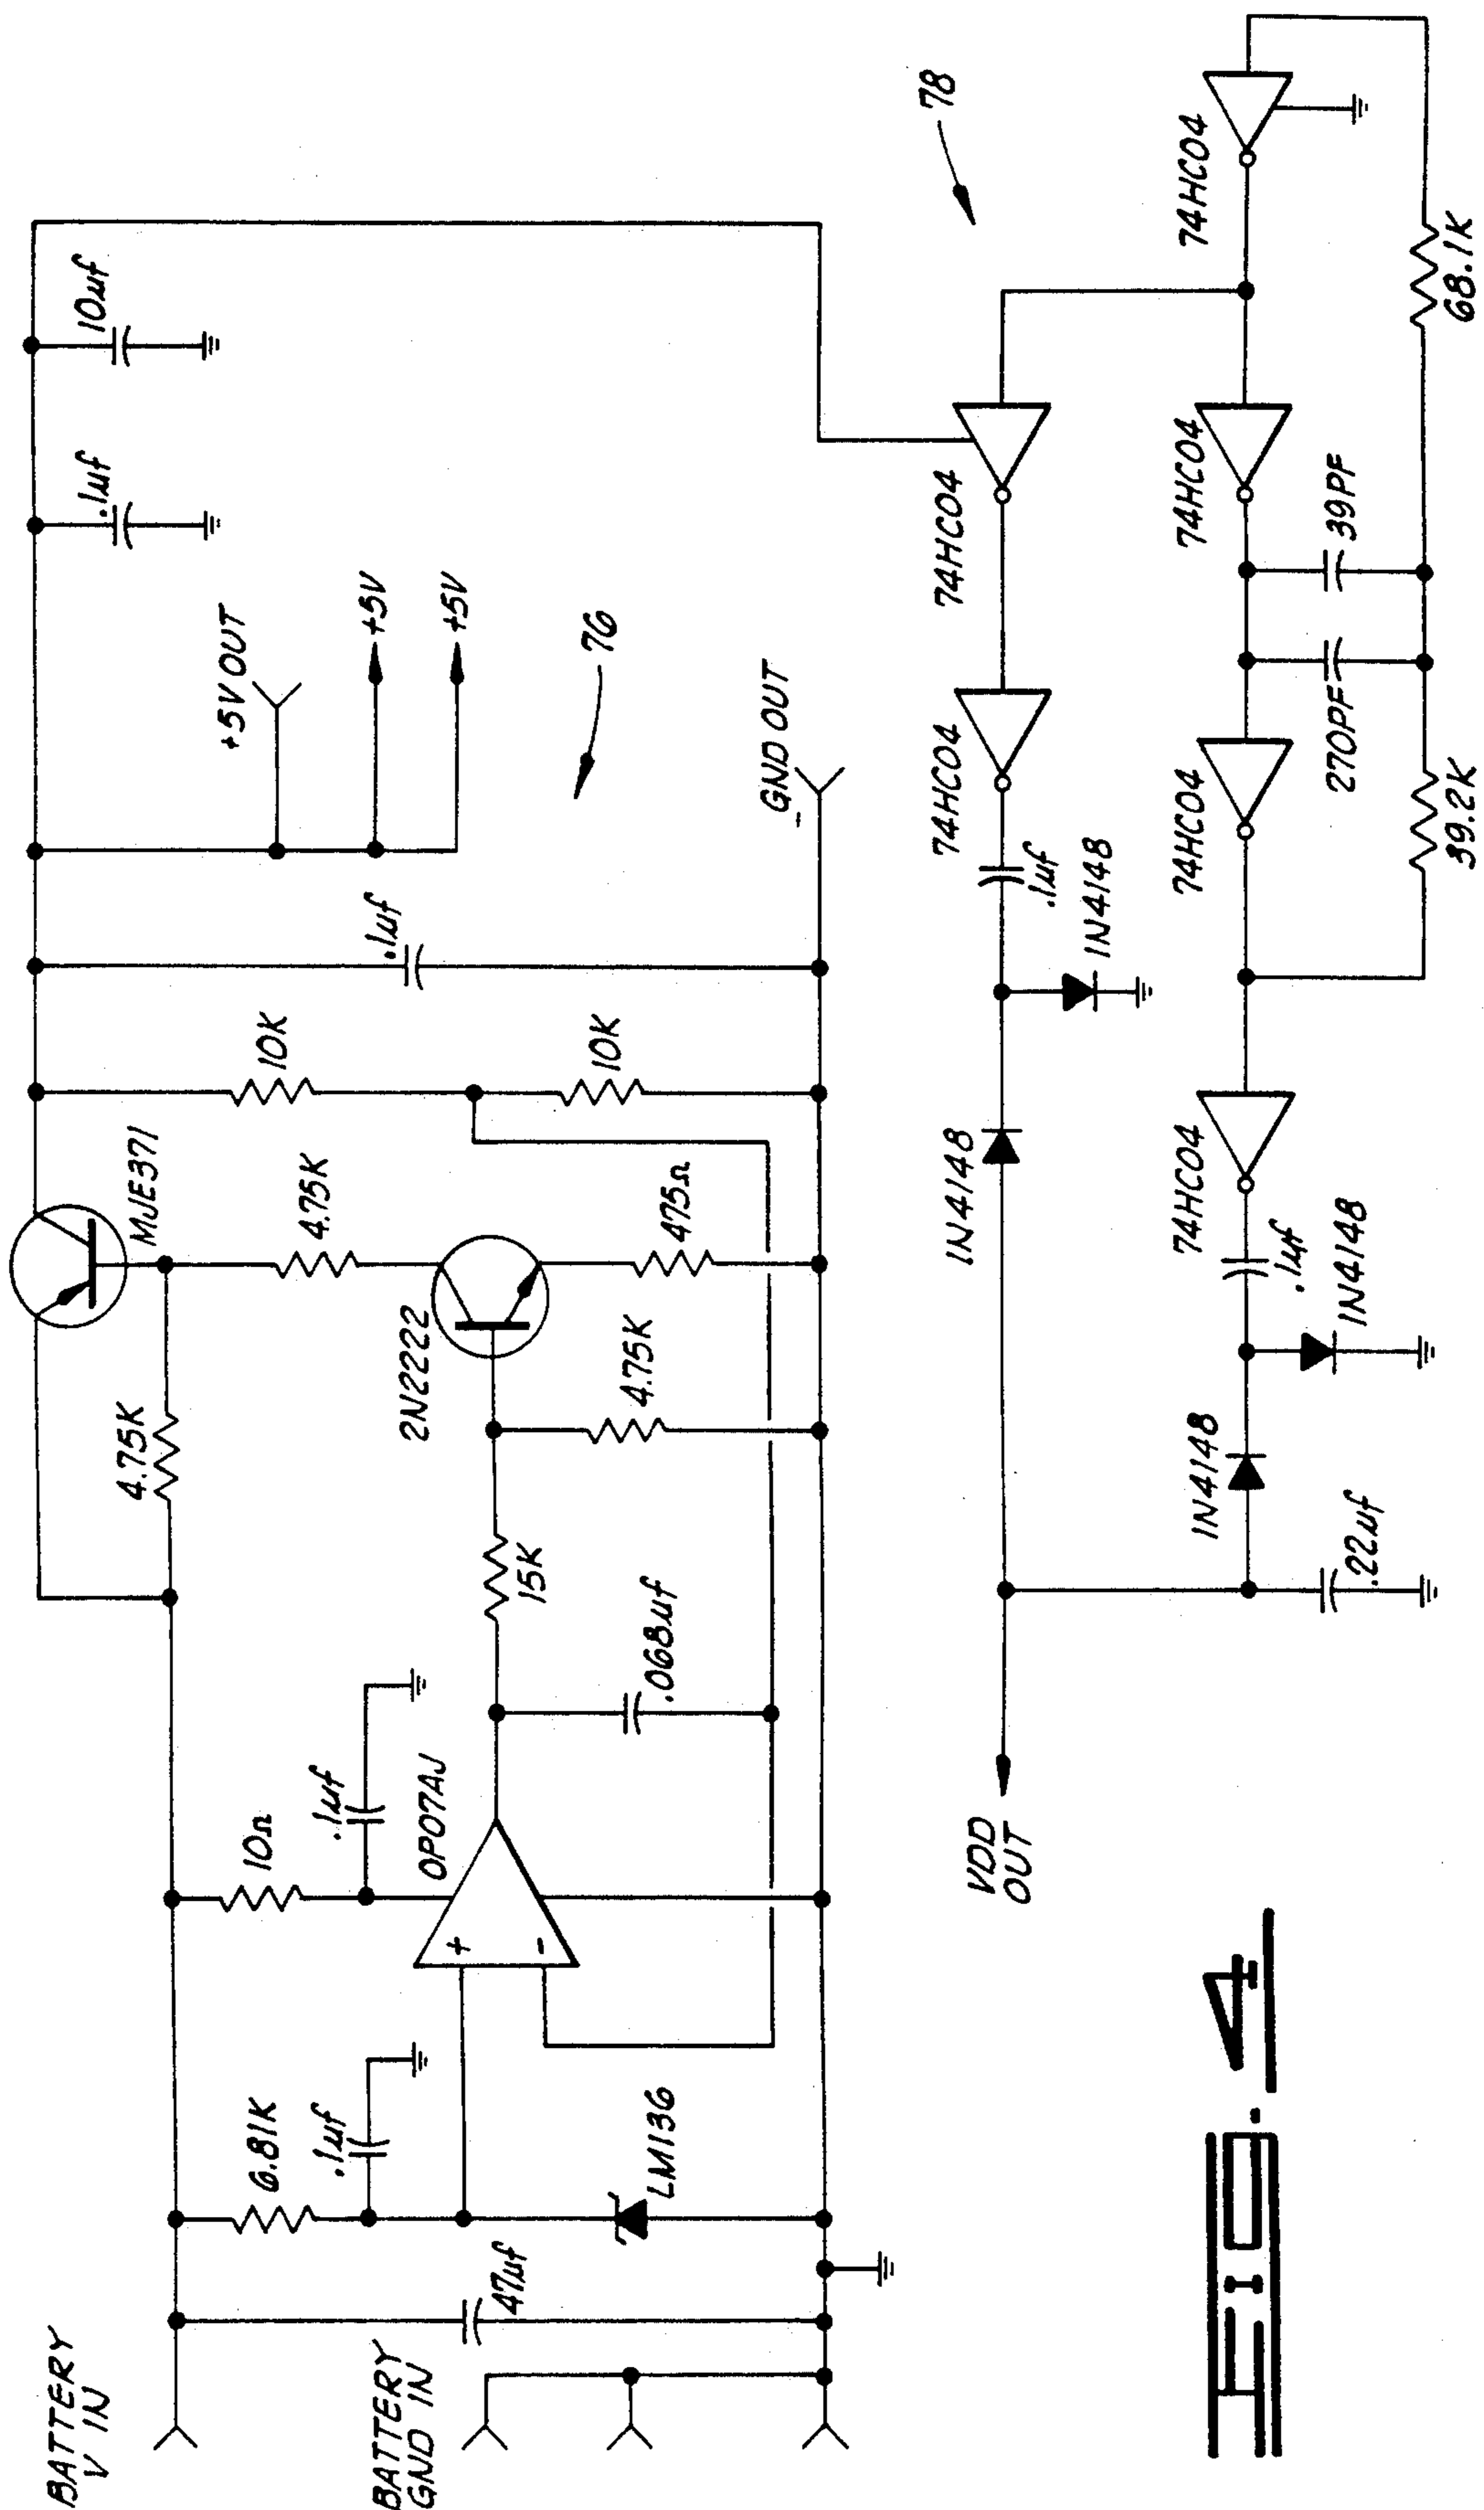 BATTERY
V IN
BATTERY
GND IN
47uf
6.81K
.1uf
LM136
10Ω
.1uf
OP07AJ
+
-
.068uf
15K
4.75K
2N2222
4.75K
MJE371
4.75K
475Ω
10K
10K
.1uf
+5V OUT
+5V
+5V
- GND OUT
76
.1uf
10uf
78
VDD
OUT
1N4148
1N4148
.1uf
74HC04
74HC04
.22uf
1N4148
1N4148
.1uf
74HC04
74HC04
74HC04
74HC04
270PF
39PF
39.2K
68.1K
FIG. 4